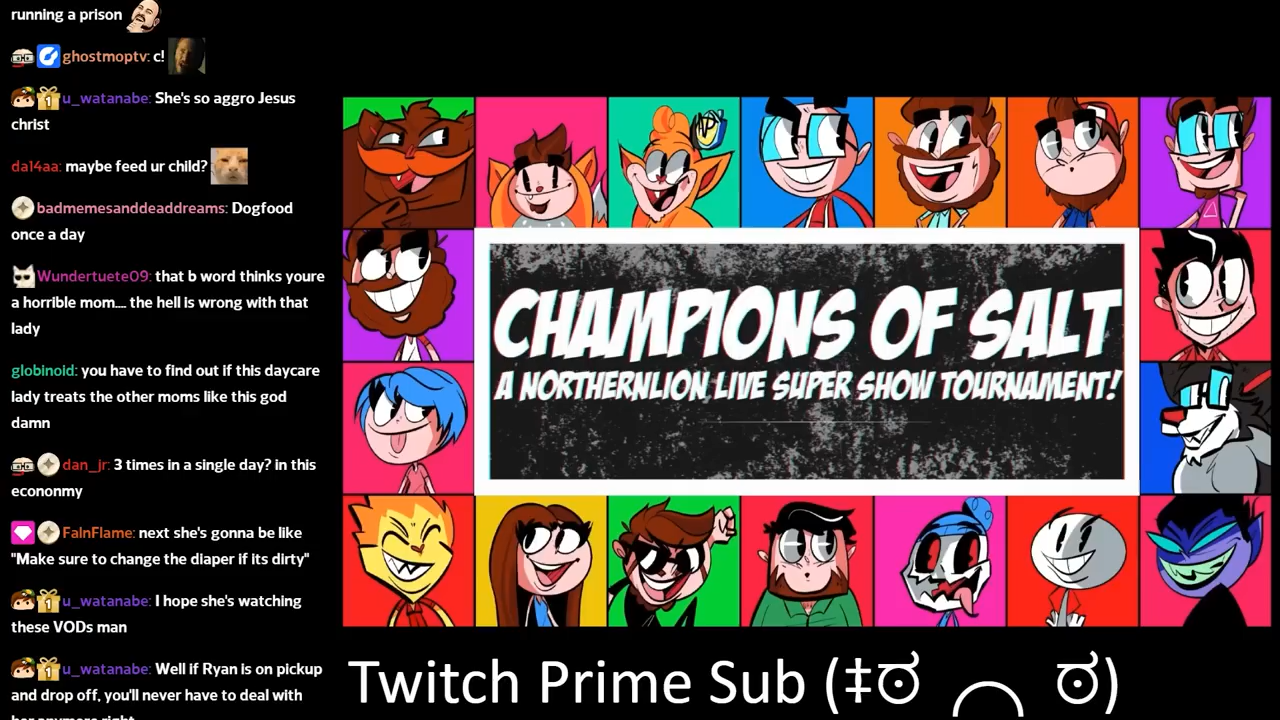 running a prison
ghostmoptv: c!
u_watanabe: She's so aggro Jesus
christ
da14aa: maybe feed ur child?
badmemesanddeaddreams: Dogfood
once a day
Wundertuete09: that b word thinks youre
a horrible mom.... the hell is wrong with that
lady
globinoid: you have to find out if this daycare
lady treats the other moms like this god
damn
dan_jr: 3 times in a single day? in this
econonmy
FalnFlame: next she's gonna be like
"Make sure to change the diaper if its dirty"
u_watanabe: I hope she's watching
these VODs man
u_watanabe: Well if Ryan is on pickup
and drop off, you'll never have to deal with
her anymore right
CHAMPIONS OF SALT
A NORTHERNLION LIVE SUPER SHOW TOURNAMENT!
Twitch Prime Sub (‡ಠ ╭╮ ಠ)